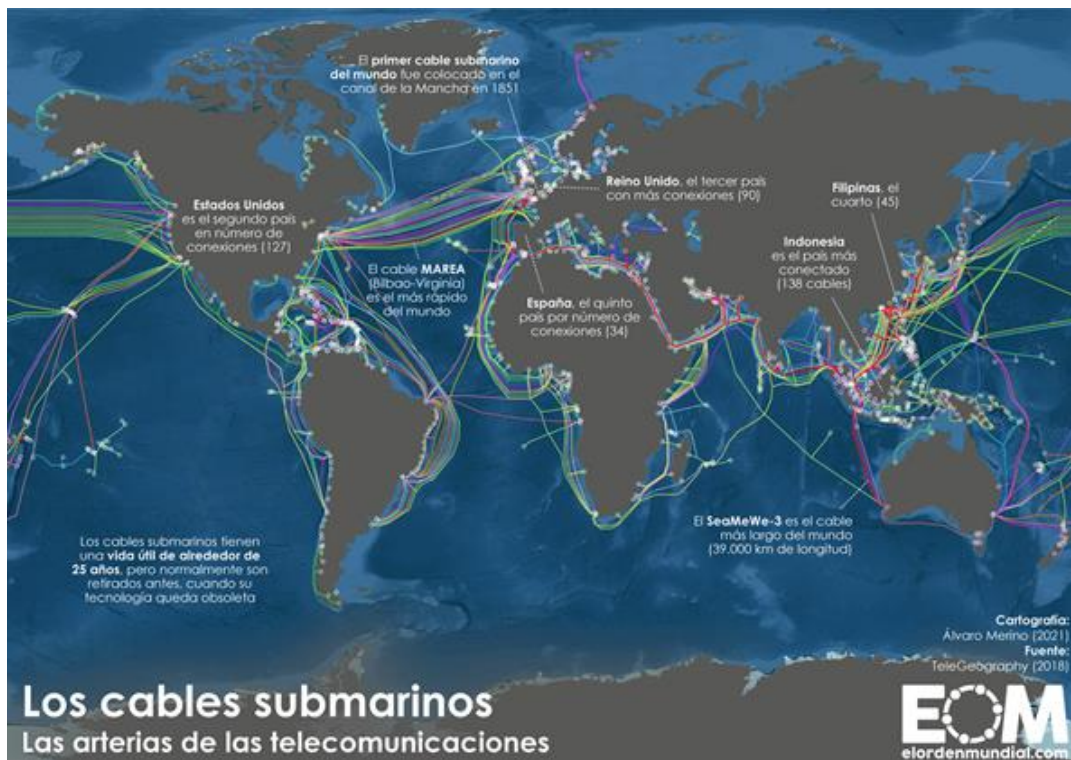 El primer cable submarino
del mundo fue colocado en el
canal de la Mancha en 1851
Reino Unido, el tercer país
con más conexiones (90)
Filipinas, el
cuarto (45)
Estados Unidos
es el segundo país
en número de
conexiones (127)
Indonesia
es el país más
conectado
(138 cables)
El cable MAREA
(Bilbao-Virginia)
es el más rápido
del mundo
España, el quinto
país por número de
conexiones (34)
El SeaMeWe-3 es el cable
más largo del mundo
(39.000 km de longitud)
Los cables submarinos tienen
una vida útil de alrededor de
25 años, pero normalmente son
retirados antes, cuando su
tecnología queda obsoleta
Cartografía:
Álvaro Merino (2021)
Fuente:
TeleGeography (2018)
Los cables submarinos
Las arterias de las telecomunicaciones
EOM
elordenmundial.com